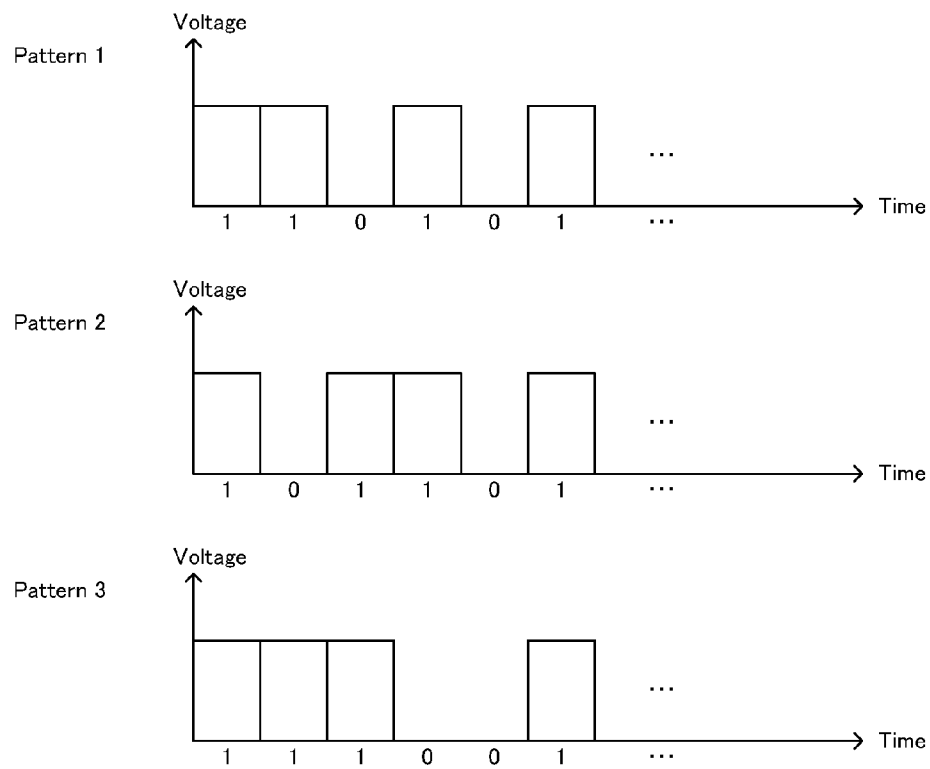 Voltage
Pattern 1
…
Time
1 1 0 1 0 1 …
Voltage
Pattern 2
…
Time
1 0 1 1 0 1 …
Voltage
Pattern 3
…
Time
1 1 1 0 0 1 …